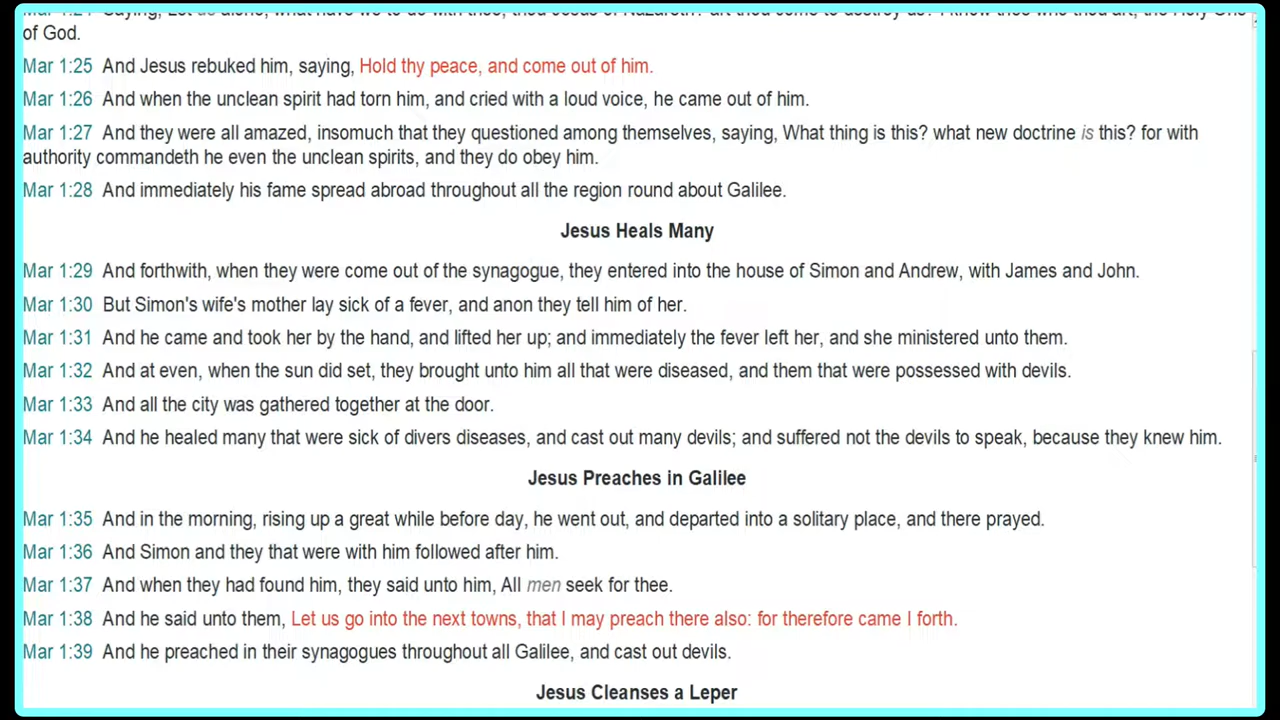 of God.
Mar 1:25 And Jesus rebuked him, saying, Hold thy peace, and come out of him.
Mar 1:26 And when the unclean spirit had torn him, and cried with a loud voice, he came out of him.
Mar 1:27 And they were all amazed, insomuch that they questioned among themselves, saying, What thing is this? what new doctrine is this? for with
authority commandeth he even the unclean spirits, and they do obey him.
Mar 1:28 And immediately his fame spread abroad throughout all the region round about Galilee.
Jesus Heals Many
Mar 1:29 And forthwith, when they were come out of the synagogue, they entered into the house of Simon and Andrew, with James and John.
Mar 1:30 But Simon's wife's mother lay sick of a fever, and anon they tell him of her.
Mar 1:31 And he came and took her by the hand, and lifted her up; and immediately the fever left her, and she ministered unto them.
Mar 1:32 And at even, when the sun did set, they brought unto him all that were diseased, and them that were possessed with devils.
Mar 1:33 And all the city was gathered together at the door.
Mar 1:34 And he healed many that were sick of divers diseases, and cast out many devils; and suffered not the devils to speak, because they knew him.
Jesus Preaches in Galilee
Mar 1:35 And in the morning, rising up a great while before day, he went out, and departed into a solitary place, and there prayed.
Mar 1:36 And Simon and they that were with him followed after him.
Mar 1:37 And when they had found him, they said unto him, All men seek for thee.
Mar 1:38 And he said unto them, Let us go into the next towns, that I may preach there also: for therefore came I forth.
Mar 1:39 And he preached in their synagogues throughout all Galilee, and cast out devils.
Jesus Cleanses a Leper